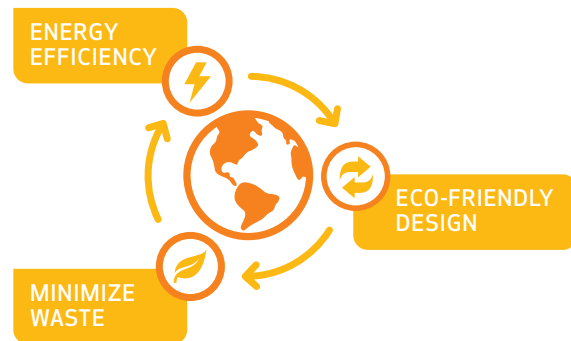 ENERGY
EFFICIENCY
ECO-FRIENDLY
DESIGN
MINIMIZE
WASTE